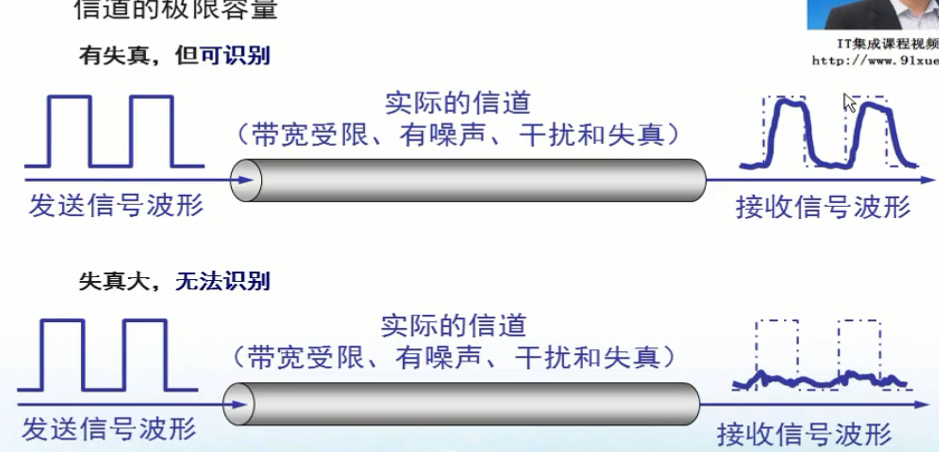 信道的极限容量
有失真，但可识别
IT集成课程视频
http://www.91xue
实际的信道
（带宽受限、有噪声、干扰和失真）
发送信号波形
接收信号波形
失真大，无法识别
实际的信道
（带宽受限、有噪声、干扰和失真）
发送信号波形
接收信号波形